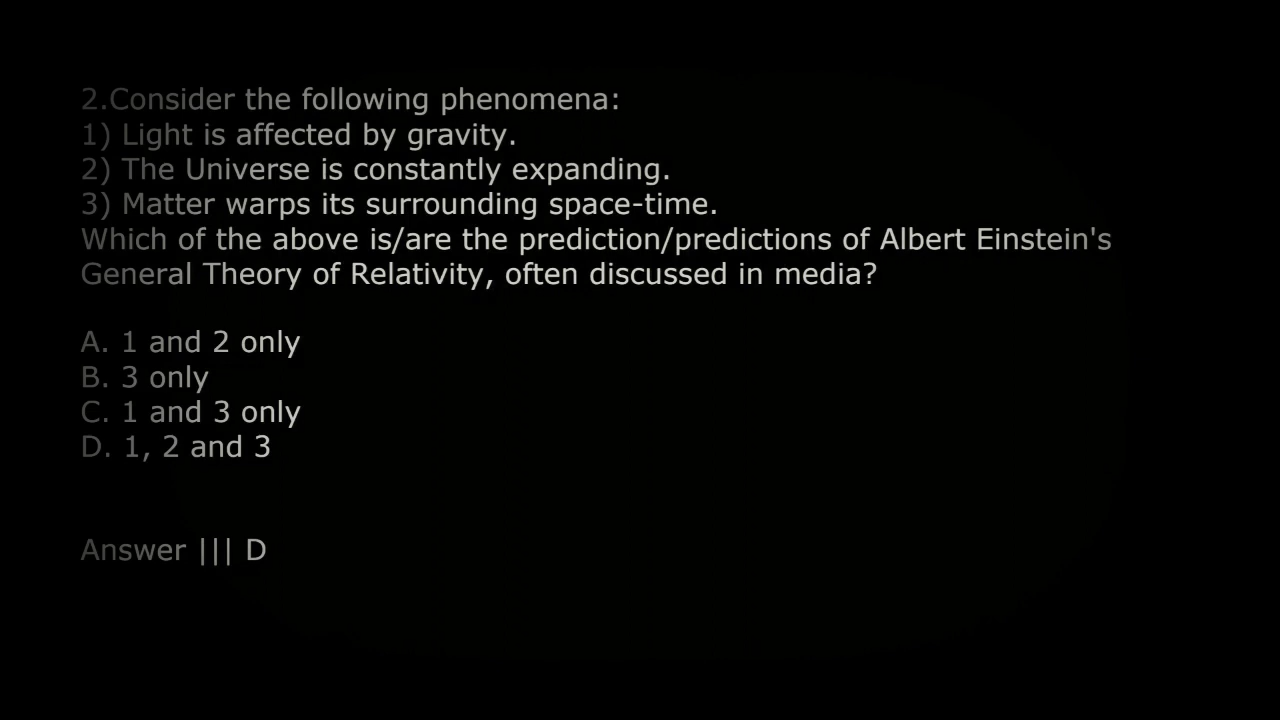 2.Consider the following phenomena:
1) Light is affected by gravity.
2) The Universe is constantly expanding.
3) Matter warps its surrounding space-time.
Which of the above is/are the prediction/predictions of Albert Einstein's
General Theory of Relativity, often discussed in media?
A. 1 and 2 only
B. 3 only
C. 1 and 3 only
D. 1, 2 and 3
Answer ||| D